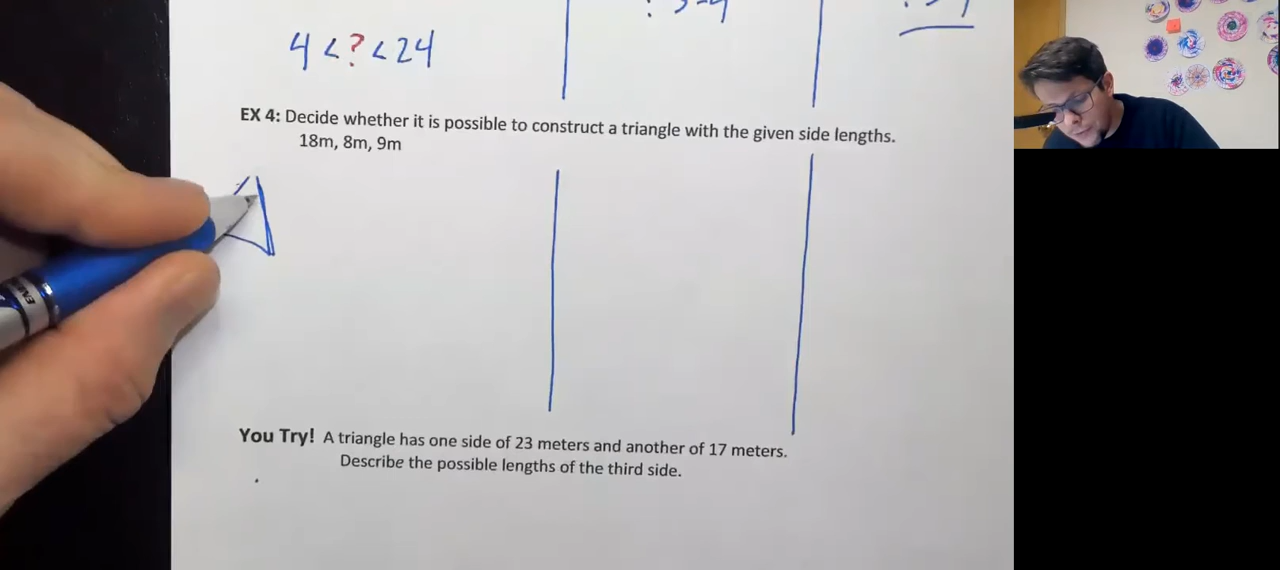 4 < ? < 24
EX 4: Decide whether it is possible to construct a triangle with the given side lengths.
18m, 8m, 9m
You Try! A triangle has one side of 23 meters and another of 17 meters.
Describe the possible lengths of the third side.